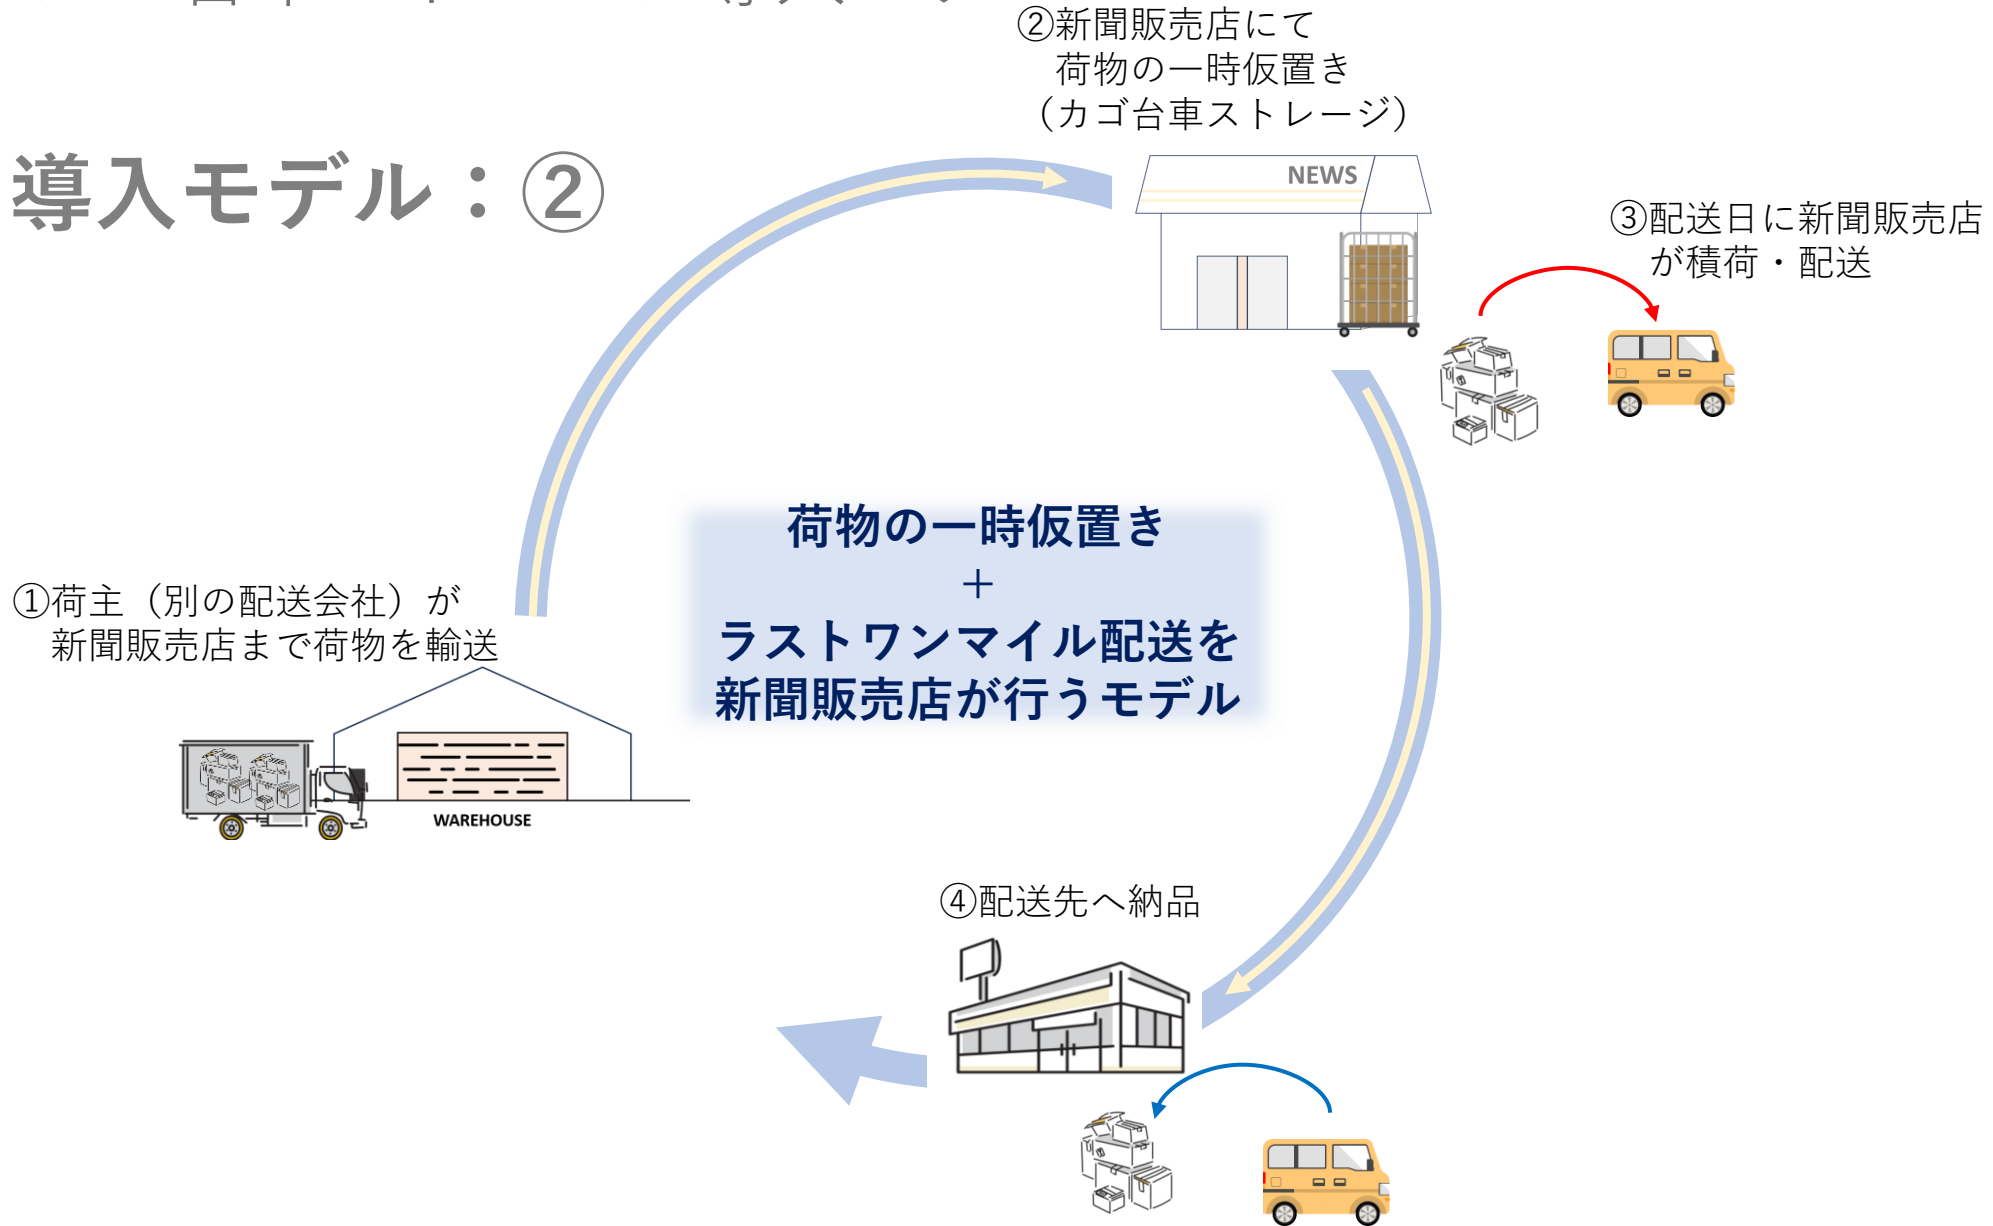 ②新聞販売店にて
荷物の一時仮置き
（カゴ台車ストレージ）
導入モデル：②
NEWS
③配送日に新聞販売店
が積荷・配送
荷物の一時仮置き
＋
ラストワンマイル配送を
新聞販売店が行うモデル
①荷主（別の配送会社）が
新聞販売店まで荷物を輸送
WAREHOUSE
④配送先へ納品